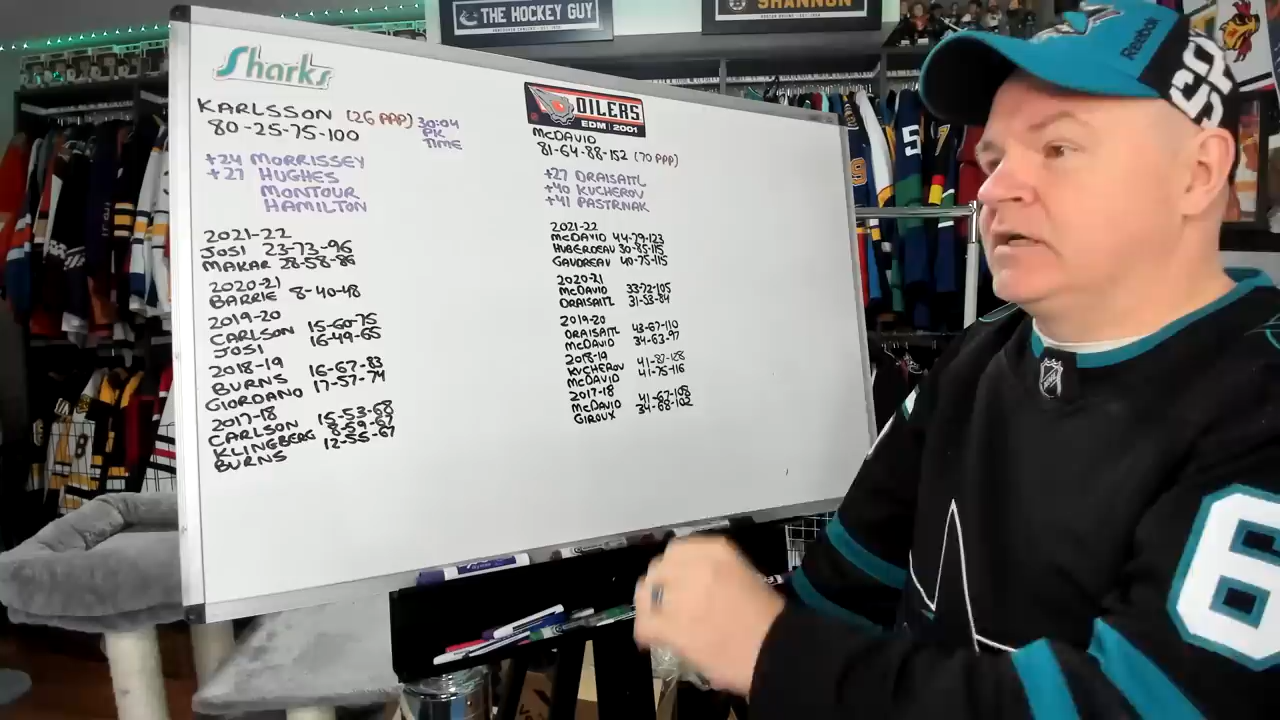 THE HOCKEY GUY
SHANNON
Sharks
KARLSSON (26 PPP) 30:04
80-25-75-100 PK
TIME
+24 MORRISSEY
+27 HUGHES
MONTOUR
HAMILTON
2021-22
JOSI 23-73-96
MAKAR 28-58-86
2020-21
BARRIE 8-40-48
2019-20
CARLSON 15-60-75
JOSI 16-49-65
2018-19
BURNS 16-67-83
GIORDANO 17-57-74
2017-18
CARLSON 15-53-68
KLINGBERG 8-59-67
BURNS 12-55-67
OILERS
EDM | 2001
McDAVID
81-64-88-152 (70 PPP)
+27 DRAISAITL
+40 KUCHEROV
+41 PASTRNAK
2021-22
McDAVID 44-79-123
HUBERDEAU 30-85-115
GAUDREAU 40-75-115
2020-21
McDAVID 33-72-105
DRAISAITL 31-53-84
2019-20
DRAISAITL 43-67-110
McDAVID 34-63-97
2018-19
KUCHEROV 41-87-128
McDAVID 41-75-116
2017-18
McDAVID 41-67-108
GIROUX 34-68-102
Reebok
NHL
5
6